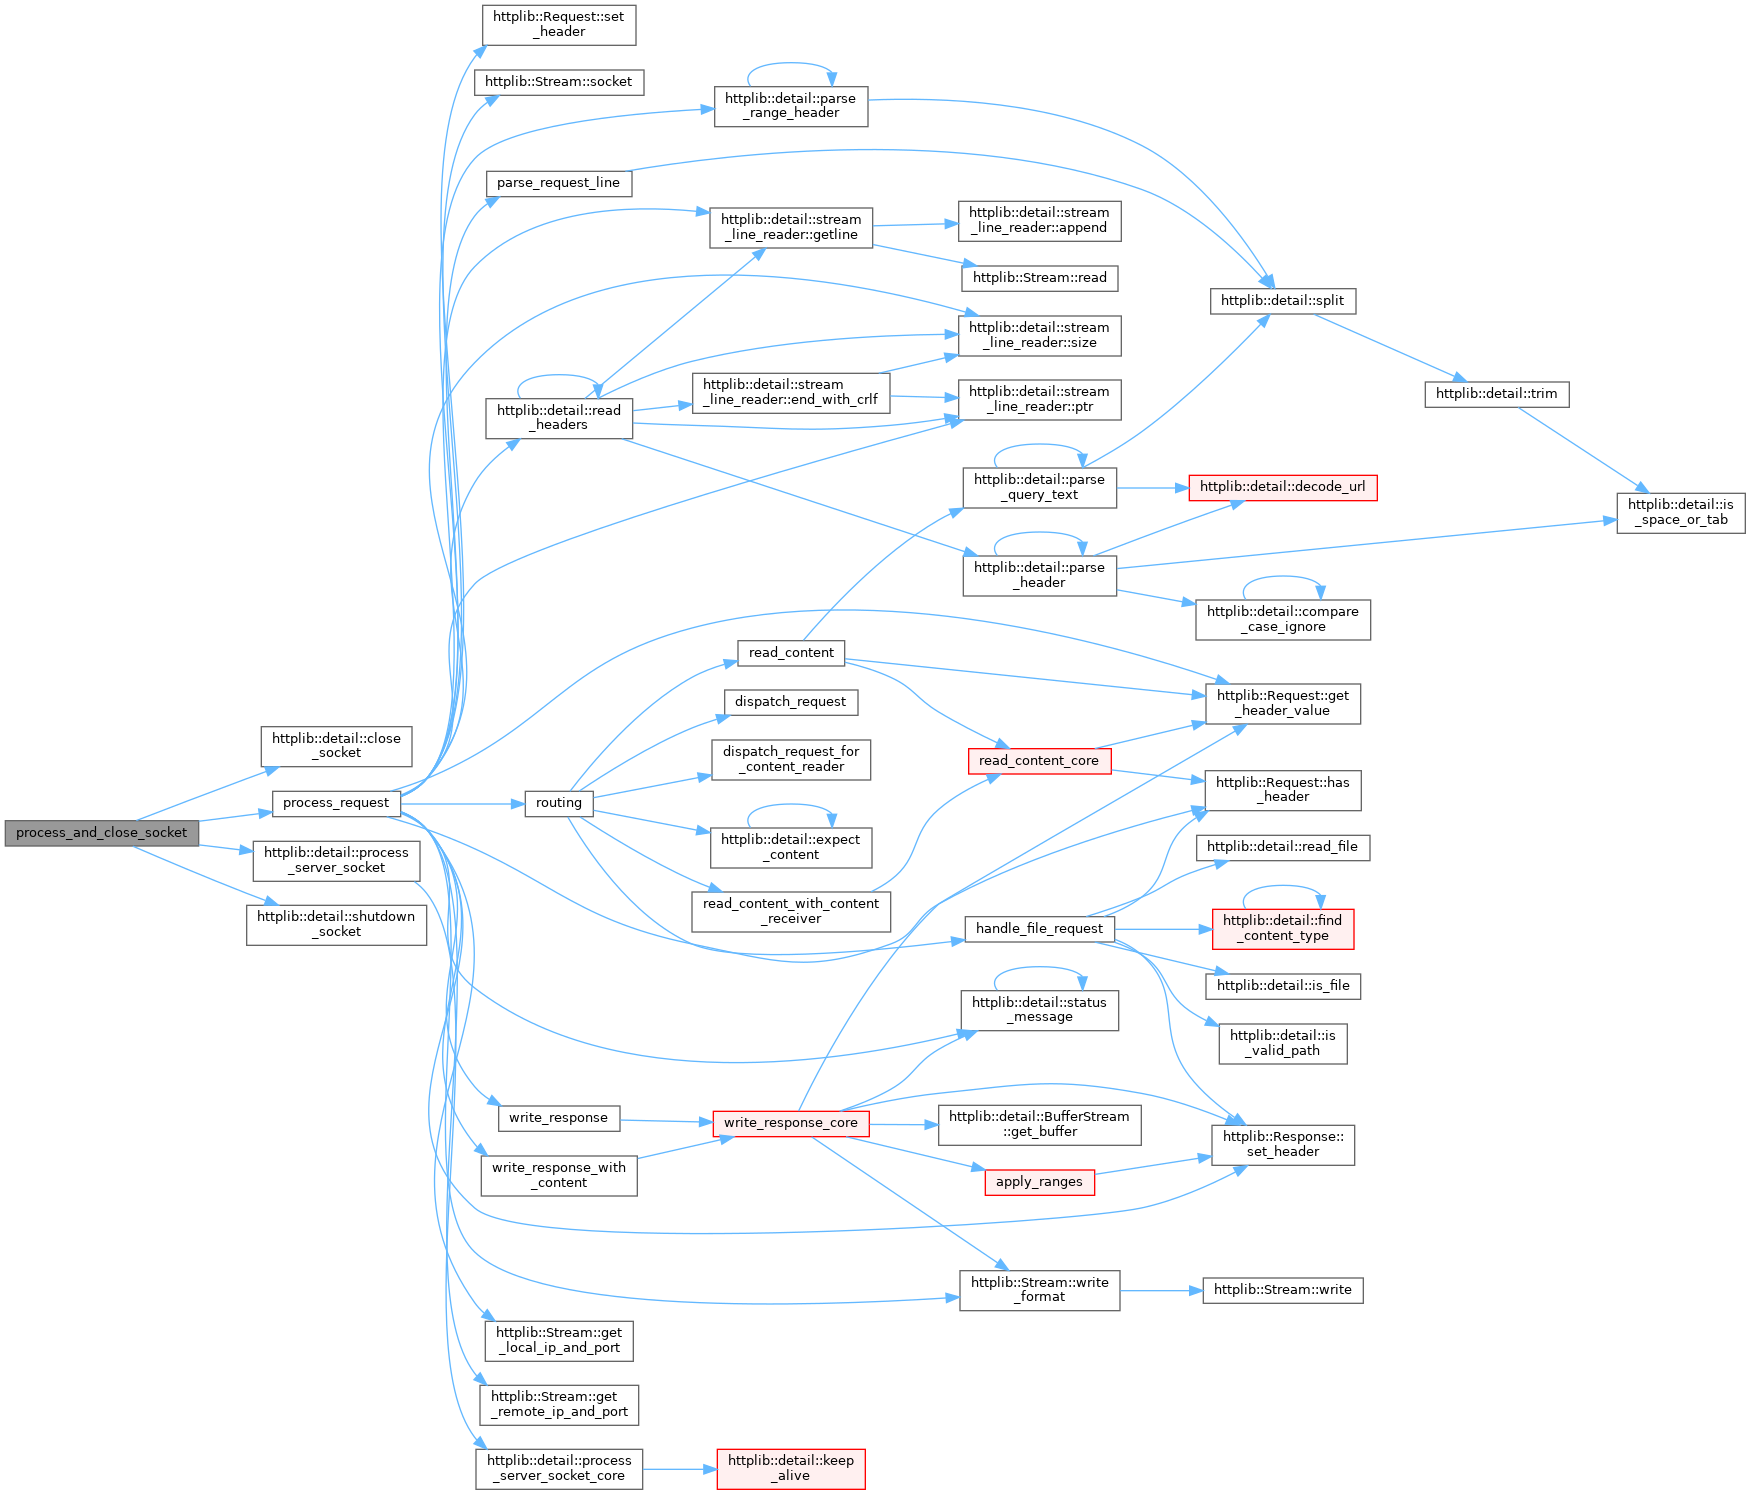 process_and_close_socket
httplib::detail::close
_socket
process_request
httplib::detail::process
_server_socket
httplib::detail::shutdown
_socket
httplib::Request::set
_header
httplib::Stream::socket
parse_request_line
httplib::detail::read
_headers
routing
write_response
write_response_with
_content
httplib::Stream::get
_local_ip_and_port
httplib::Stream::get
_remote_ip_and_port
httplib::detail::process
_server_socket_core
httplib::detail::parse
_range_header
httplib::detail::stream
_line_reader::getline
httplib::detail::stream
_line_reader::end_with_crlf
read_content
dispatch_request
dispatch_request_for
_content_reader
httplib::detail::expect
_content
read_content_with_content
_receiver
write_response_core
httplib::detail::keep
_alive
httplib::detail::stream
_line_reader::append
httplib::Stream::read
httplib::detail::stream
_line_reader::size
httplib::detail::stream
_line_reader::ptr
httplib::detail::parse
_query_text
httplib::detail::parse
_header
read_content_core
handle_file_request
httplib::detail::status
_message
httplib::detail::BufferStream
::get_buffer
apply_ranges
httplib::Stream::write
_format
httplib::detail::split
httplib::detail::decode_url
httplib::detail::compare
_case_ignore
httplib::Request::get
_header_value
httplib::Request::has
_header
httplib::detail::read_file
httplib::detail::find
_content_type
httplib::detail::is_file
httplib::detail::is
_valid_path
httplib::Response::
set_header
httplib::Stream::write
httplib::detail::trim
httplib::detail::is
_space_or_tab